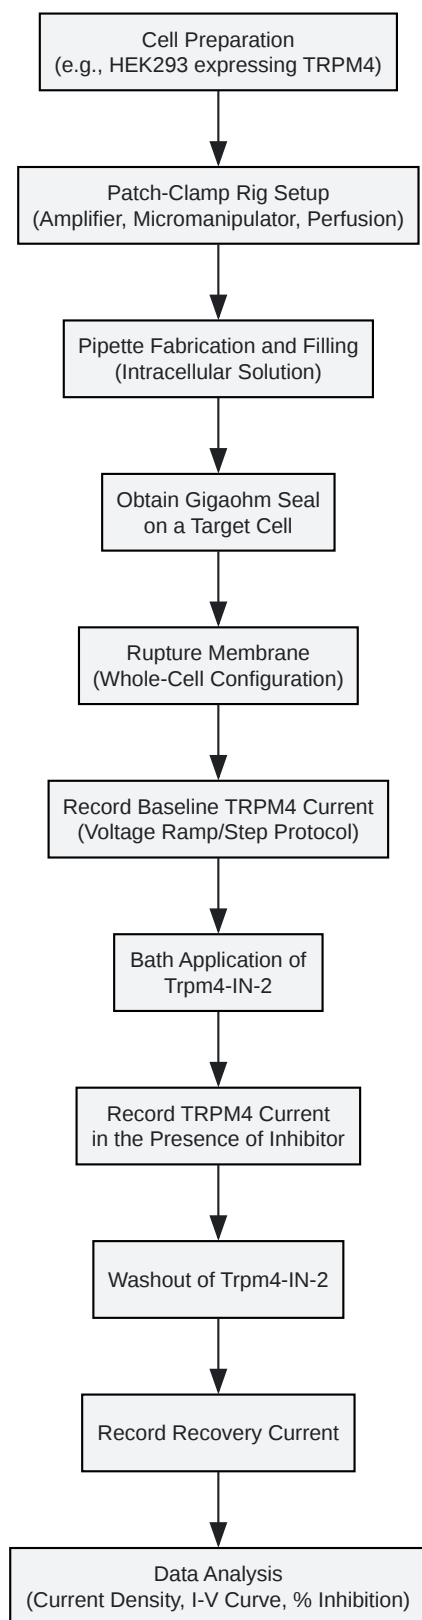 Cell Preparation
(e.g., HEK293 expressing TRPM4)
Patch-Clamp Rig Setup
(Amplifier, Micromanipulator, Perfusion)
Pipette Fabrication and Filling
(Intracellular Solution)
Obtain Gigaohm Seal
on a Target Cell
Rupture Membrane
(Whole-Cell Configuration)
Record Baseline TRPM4 Current
(Voltage Ramp/Step Protocol)
Bath Application of
Trpm4-IN-2
Record TRPM4 Current
in the Presence of Inhibitor
Washout of Trpm4-IN-2
Record Recovery Current
Data Analysis
(Current Density, I-V Curve, % Inhibition)